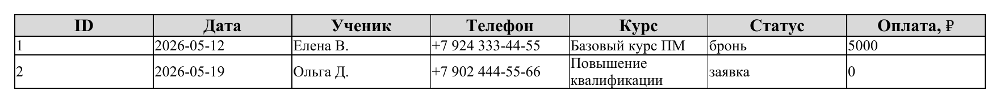 ID Дата Ученик Телефон Курс Статус Оплата, ₽
1 2026-05-12 Елена В. +7 924 333-44-55 Базовый курс ПМ бронь 5000
2 2026-05-19 Ольга Д. +7 902 444-55-66 Повышение
квалификации заявка 0